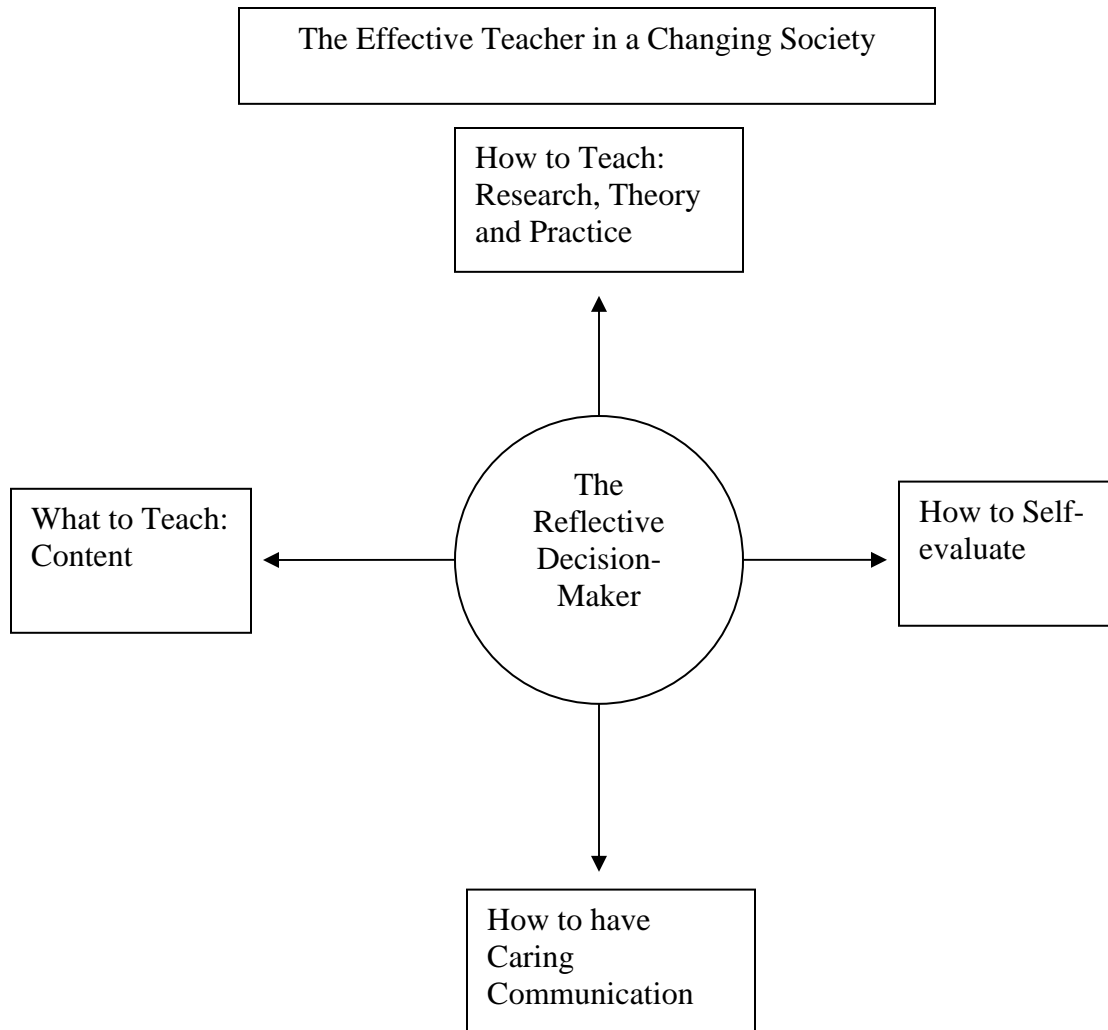 The Effective Teacher in a Changing Society
How to Teach:
Research, Theory
and Practice
The
Reflective
Decision-
Maker
What to Teach:
Content
How to Self-
evaluate
How to have
Caring
Communication